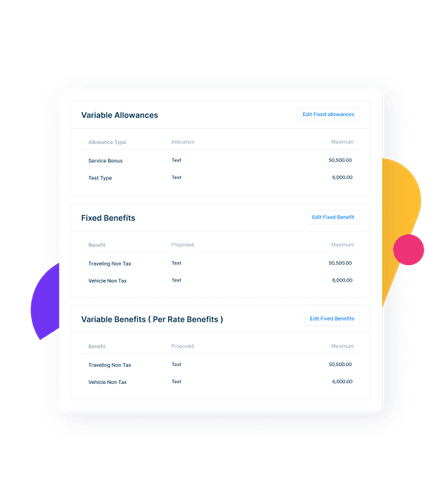 Variable Allowances Edit Fixed allowances
Allowance Type Allocation Maximum
Service Bonus Text 50,500.00
Test Type Text 6,000.00
Fixed Benefits Edit Fixed Benefit
Benefit Proposed Maximum
Traveling Non Tax Text 50,500.00
Vehicle Non Tax Text 6,000.00
Variable Benefits ( Per Rate Benefits ) Edit Fixed Benefits
Benefit Proposed Maximum
Traveling Non Tax Text 50,500.00
Vehicle Non Tax Text 6,000.00